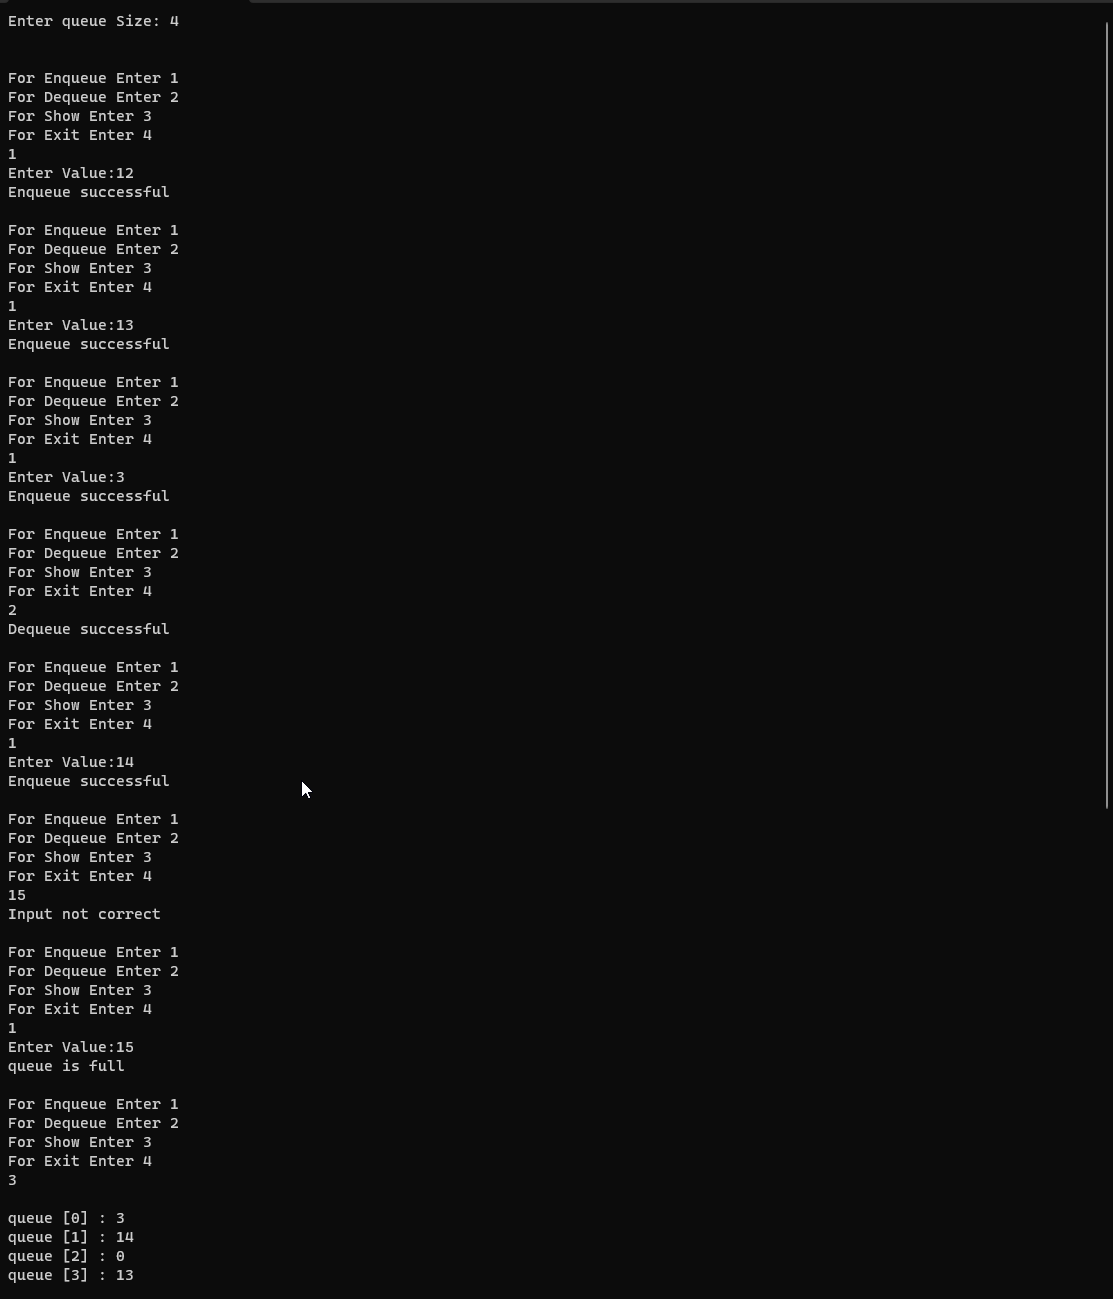 Enter queue Size: 4
For Enqueue Enter 1
For Dequeue Enter 2
For Show Enter 3
For Exit Enter 4
1
Enter Value:12
Enqueue successful
For Enqueue Enter 1
For Dequeue Enter 2
For Show Enter 3
For Exit Enter 4
1
Enter Value:13
Enqueue successful
For Enqueue Enter 1
For Dequeue Enter 2
For Show Enter 3
For Exit Enter 4
1
Enter Value:3
Enqueue successful
For Enqueue Enter 1
For Dequeue Enter 2
For Show Enter 3
For Exit Enter 4
2
Dequeue successful
For Enqueue Enter 1
For Dequeue Enter 2
For Show Enter 3
For Exit Enter 4
1
Enter Value:14
Enqueue successful
For Enqueue Enter 1
For Dequeue Enter 2
For Show Enter 3
For Exit Enter 4
15
Input not correct
For Enqueue Enter 1
For Dequeue Enter 2
For Show Enter 3
For Exit Enter 4
1
Enter Value:15
queue is full
For Enqueue Enter 1
For Dequeue Enter 2
For Show Enter 3
For Exit Enter 4
3
queue [0] : 3
queue [1] : 14
queue [2] : 0
queue [3] : 13